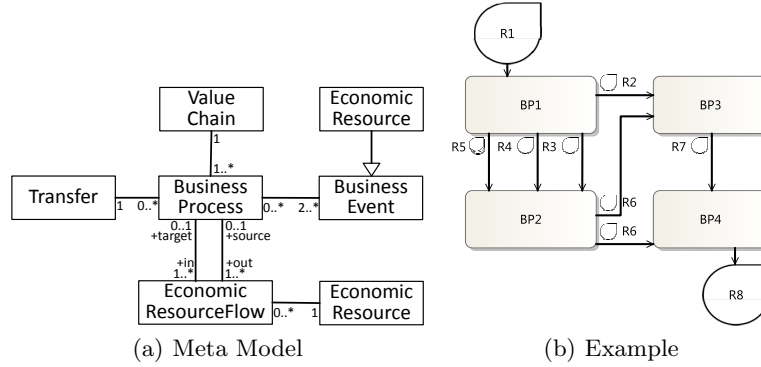 Value
Chain
Economic
Resource
1
1..*
Transfer
1
0..*
Business
Process
0..*
2..*
Business
Event
0..1
+target
0..1
+source
+in
1..*
+out
1..*
Economic
ResourceFlow
0..*
1
Economic
Resource
(a) Meta Model
R1
BP1
R2
BP3
R5
R4
R3
R7
BP2
R6
R6
BP4
R8
(b) Example